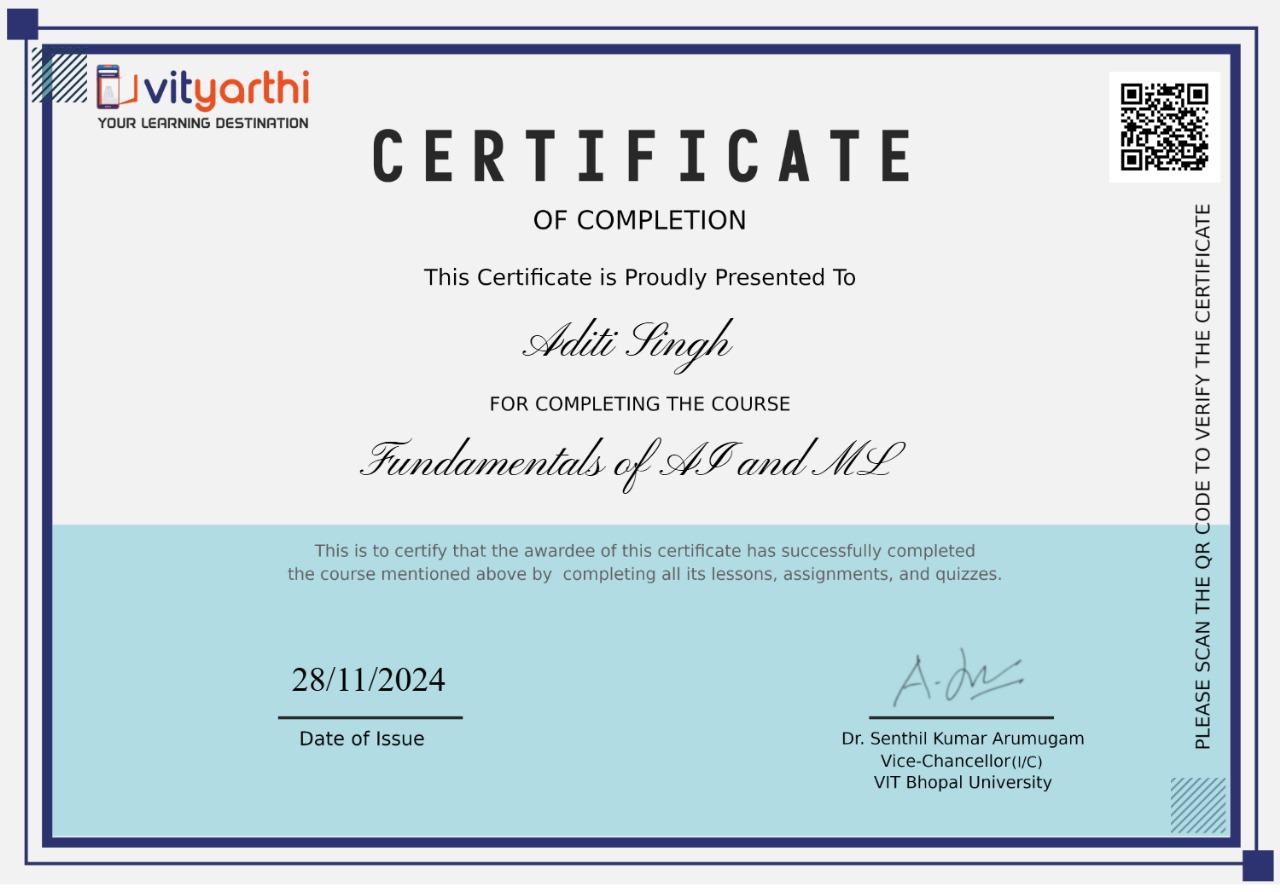 vityarthi
YOUR LEARNING DESTINATION
CERTIFICATE
OF COMPLETION
This Certificate is Proudly Presented To
Aditi Singh
FOR COMPLETING THE COURSE
Fundamentals of AI and ML
This is to certify that the awardee of this certificate has successfully completed
the course mentioned above by  completing all its lessons, assignments, and quizzes.
28/11/2024
Date of Issue
Dr. Senthil Kumar Arumugam
Vice-Chancellor(I/C)
VIT Bhopal University
PLEASE SCAN THE QR CODE TO VERIFY THE CERTIFICATE